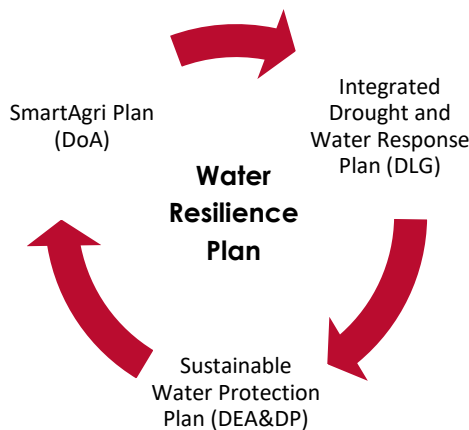 SmartAgri Plan
(DoA)
Integrated
Drought and
Water Response
Plan (DLG)
Water
Resilience
Plan
Sustainable
Water Protection
Plan (DEA&DP)